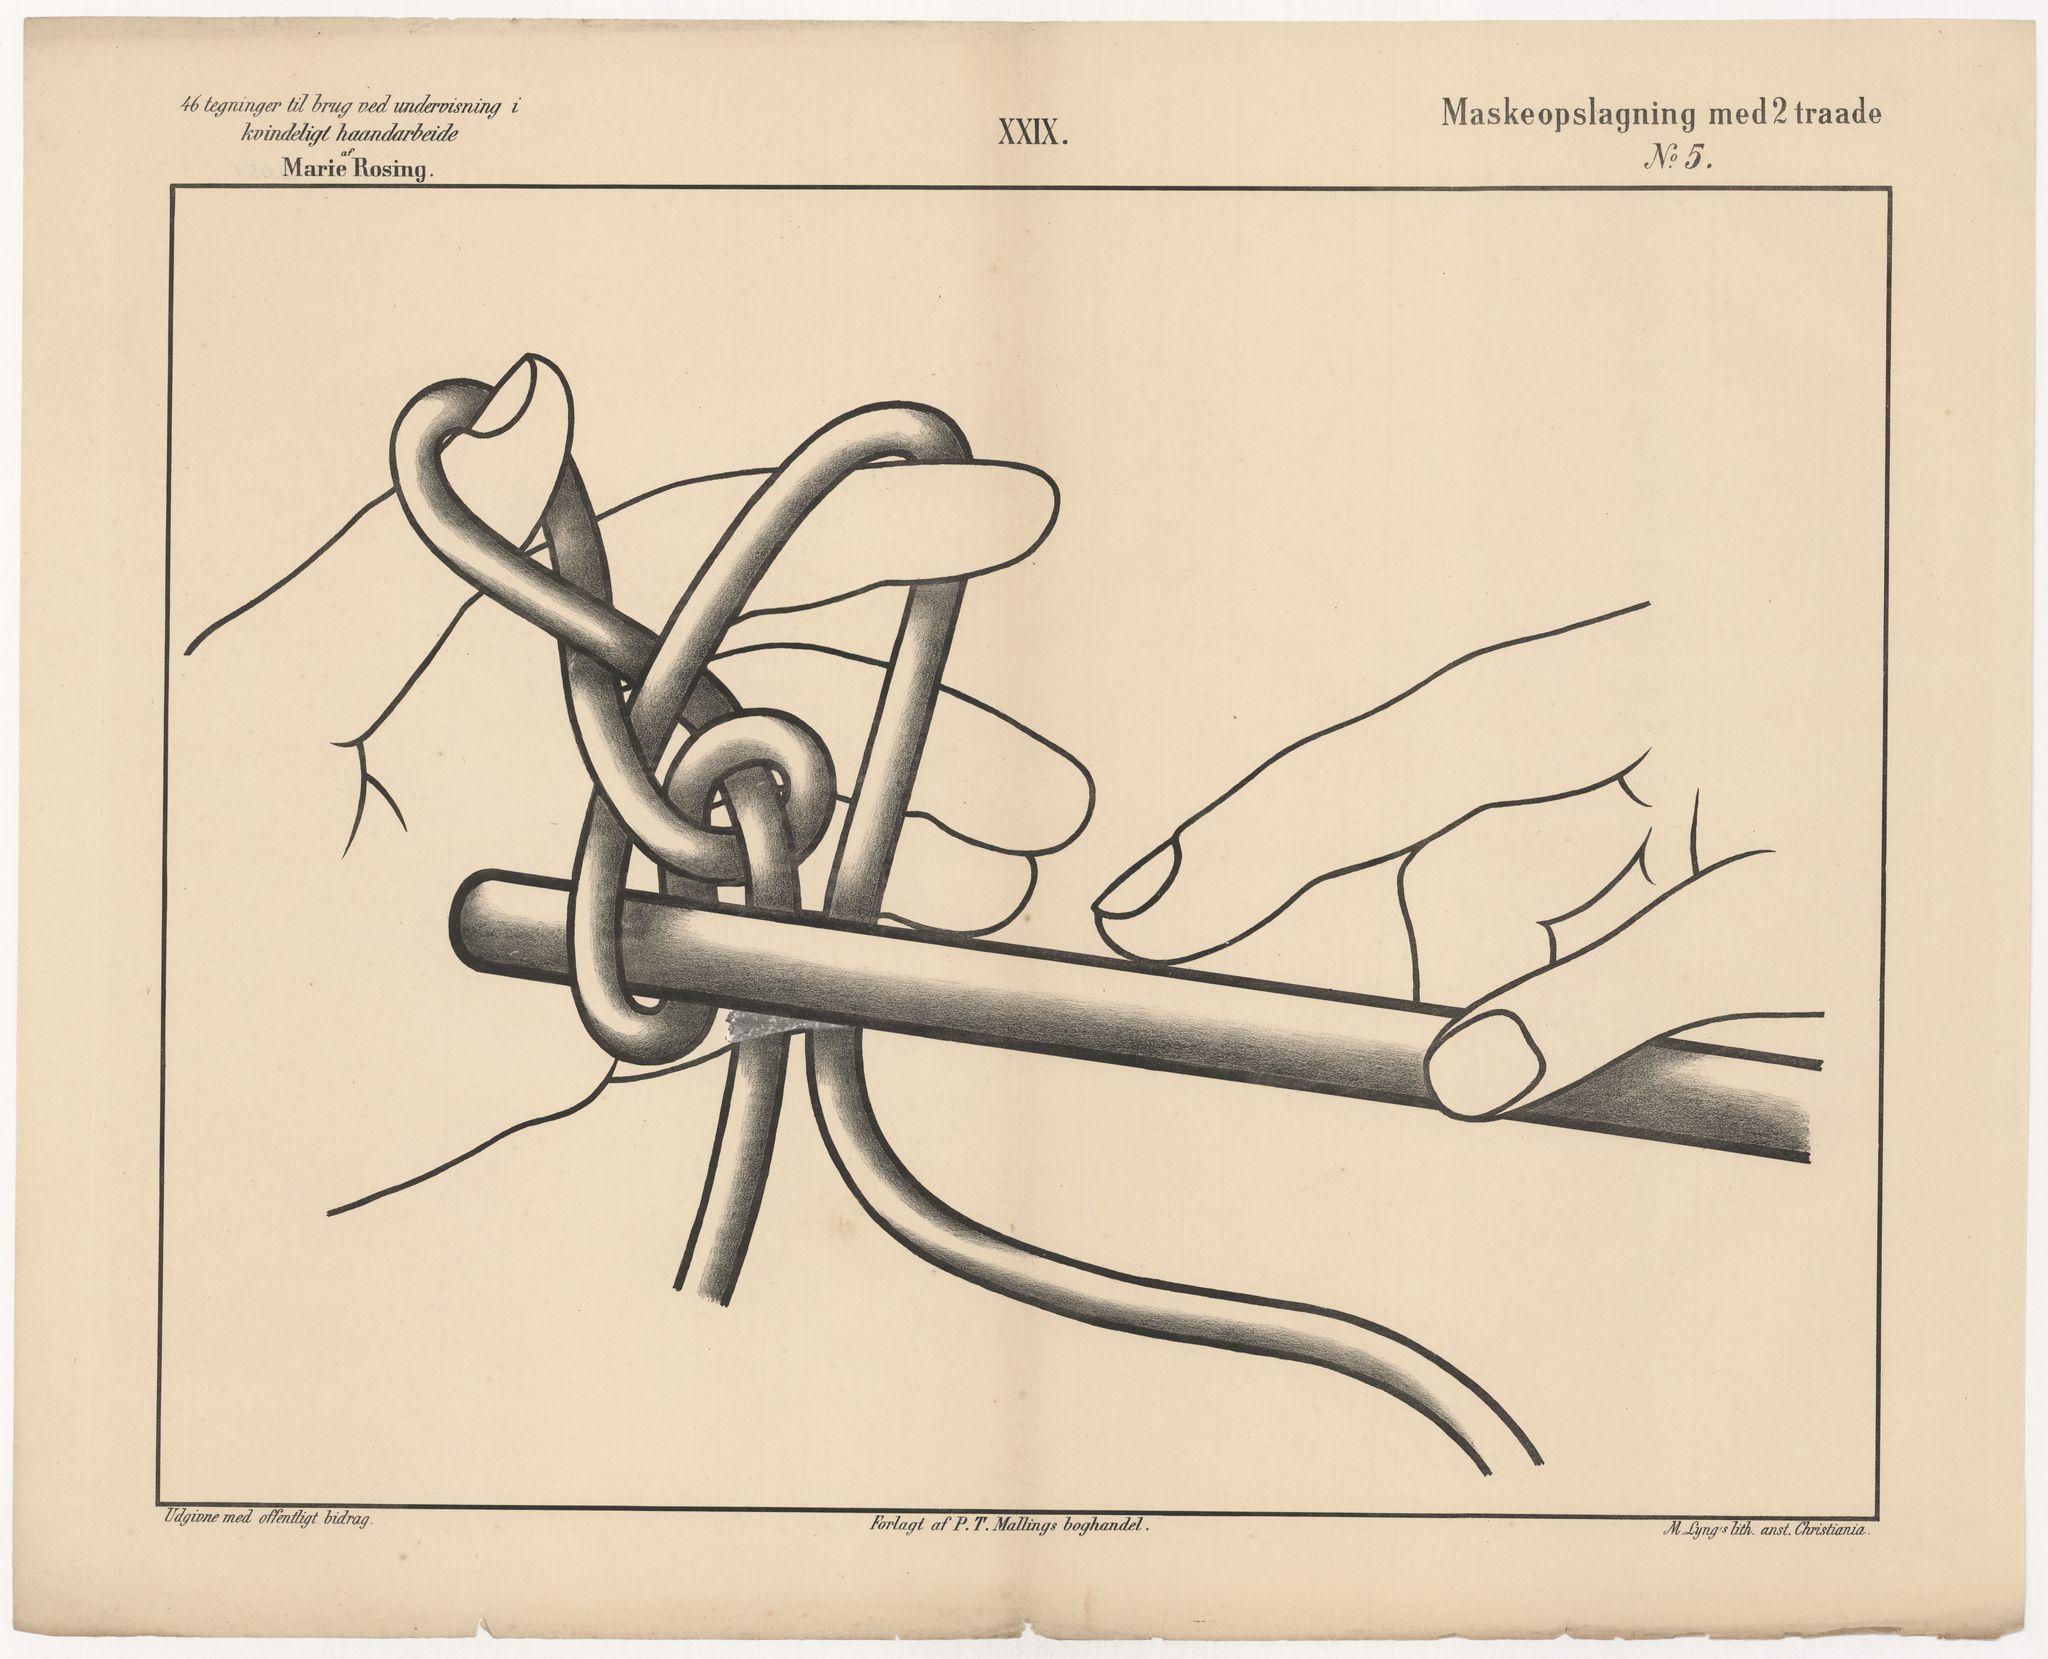 46 tegninger til brug ved undervisning i
kvindeligt haandarbeide
af
Marie Rosing.
XXIX.
Maskeopslagning med 2 traade
No. 5.
Udgivne med offentligt bidrag.
Forlagt af P. T. Mallings boghandel.
M. Lyng's lith. anst. Christiania.